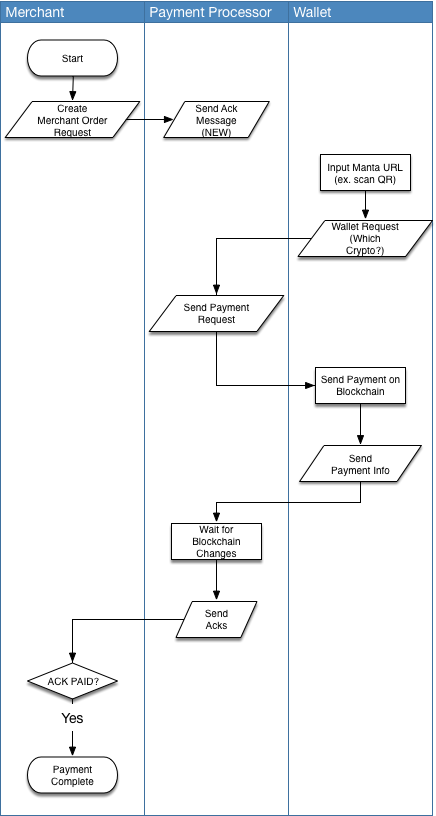 Merchant
Payment Processor
Wallet
Start
Create
Merchant Order
Request
Send Ack
Message
(NEW)
Input Manta URL
(ex. scan QR)
Wallet Request
(Which
Crypto?)
Send Payment
Request
Send Payment on
Blockchain
Send
Payment Info
Wait for
Blockchain
Changes
Send
Acks
ACK PAID?
Yes
Payment
Complete